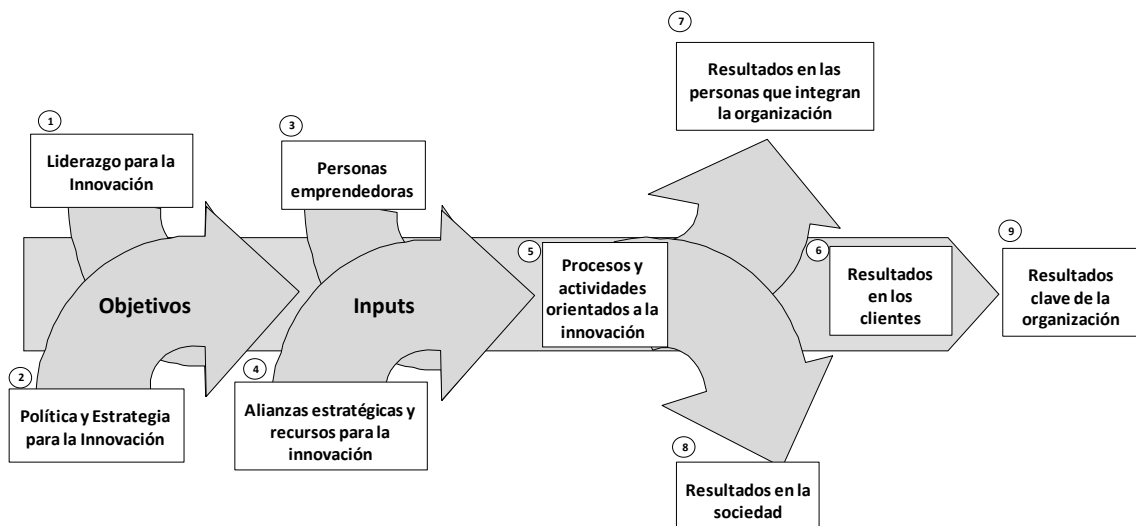 1
Liderazgo para la
Innovación
2
Política y Estrategia
para la Innovación
Objetivos
3
Personas
emprendedoras
4
Alianzas estratégicas y
recursos para la
innovación
Inputs
5
Procesos y
actividades
orientados a la
innovación
6
Resultados
en los
clientes
7
Resultados en las
personas que integran
la organización
8
Resultados en la
sociedad
9
Resultados
clave de la
organización